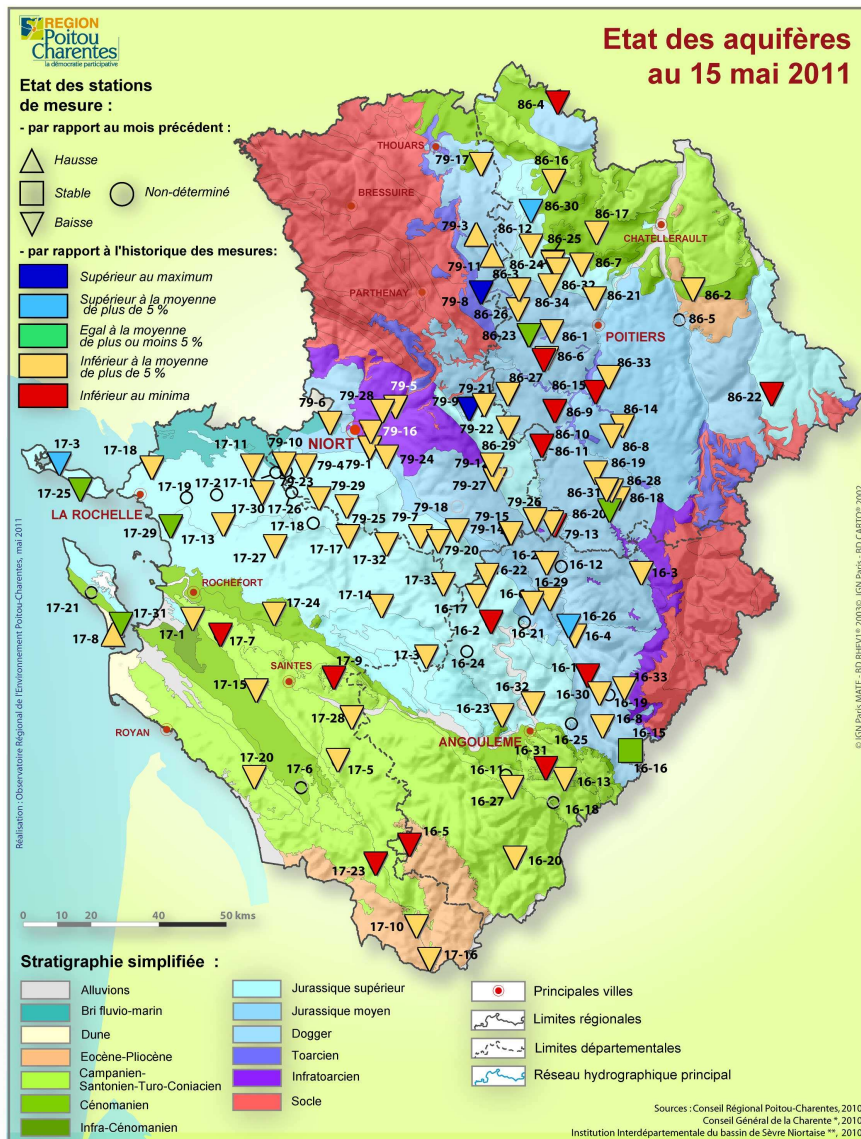 REGION
Poitou
Charentes
la démocratie participative
Etat des aquifères
au 15 mai 2011
Etat des stations
de mesure :
- par rapport au mois précédent :
Hausse
Stable
Non-déterminé
Baisse
- par rapport à l'historique des mesures:
Supérieur au maximum
Supérieur à la moyenne
de plus de 5 %
Egal à la moyenne
de plus ou moins 5 %
Inférieur à la moyenne
de plus de 5 %
Inférieur au minima
86-4
THOUARS
79-17
86-16
BRESSUIRE
86-30
86-17
79-3
86-12
86-25
CHATELLERAULT
79-11
86-24
86-7
86-3
86-32
86-2
PARTHENAY
79-8
86-34
86-21
86-26
86-5
86-23
86-1
POITIERS
86-6
86-33
86-27
79-5
79-28
79-21
86-15
86-22
79-6
79-9
86-9
NIORT
79-16
79-22
86-14
86-10
86-8
17-3
17-18
17-11
79-10
86-29
86-11
79-4
79-1
79-24
86-19
17-25
17-19
17-2
79-23
79-27
86-28
86-31
86-18
LA ROCHELLE
17-30
17-26
79-29
79-18
79-26
86-20
17-29
17-13
17-18
79-25
79-7
79-15
79-14
79-13
17-27
17-17
17-32
79-20
16-2
16-12
16-3
16-22
ROCHEFORT
17-21
17-3
16-29
17-31
17-24
17-14
16-17
16-26
17-8
17-1
17-7
16-2
16-21
16-4
16-24
SAINTES
17-9
17-3
16-1
16-33
17-15
16-32
16-30
16-19
17-28
16-23
16-8
ROYAN
ANGOULEME
16-25
16-15
16-31
17-20
17-6
17-5
16-11
16-13
16-16
16-27
16-18
16-5
16-20
17-23
17-10
17-16
Réalisation : Observatoire Régional de l'Environnement Poitou-Charentes, mai 2011
0 10 20 40 50 kms
Stratigraphie simplifiée :
Alluvions
Bri fluvio-marin
Dune
Eocène-Pliocène
Campanien-
Santonien-Turo-Coniacien
Cénomanien
Infra-Cénomanien
Jurassique supérieur
Jurassique moyen
Dogger
Toarcien
Infratoarcien
Socle
Principales villes
Limites régionales
Limites départementales
Réseau hydrographique principal
Sources : Conseil Régional Poitou-Charentes, 2010
Conseil Général de la Charente *, 2010
Institution Interdépartementale du bassin de Sèvre Niortaise **, 2010